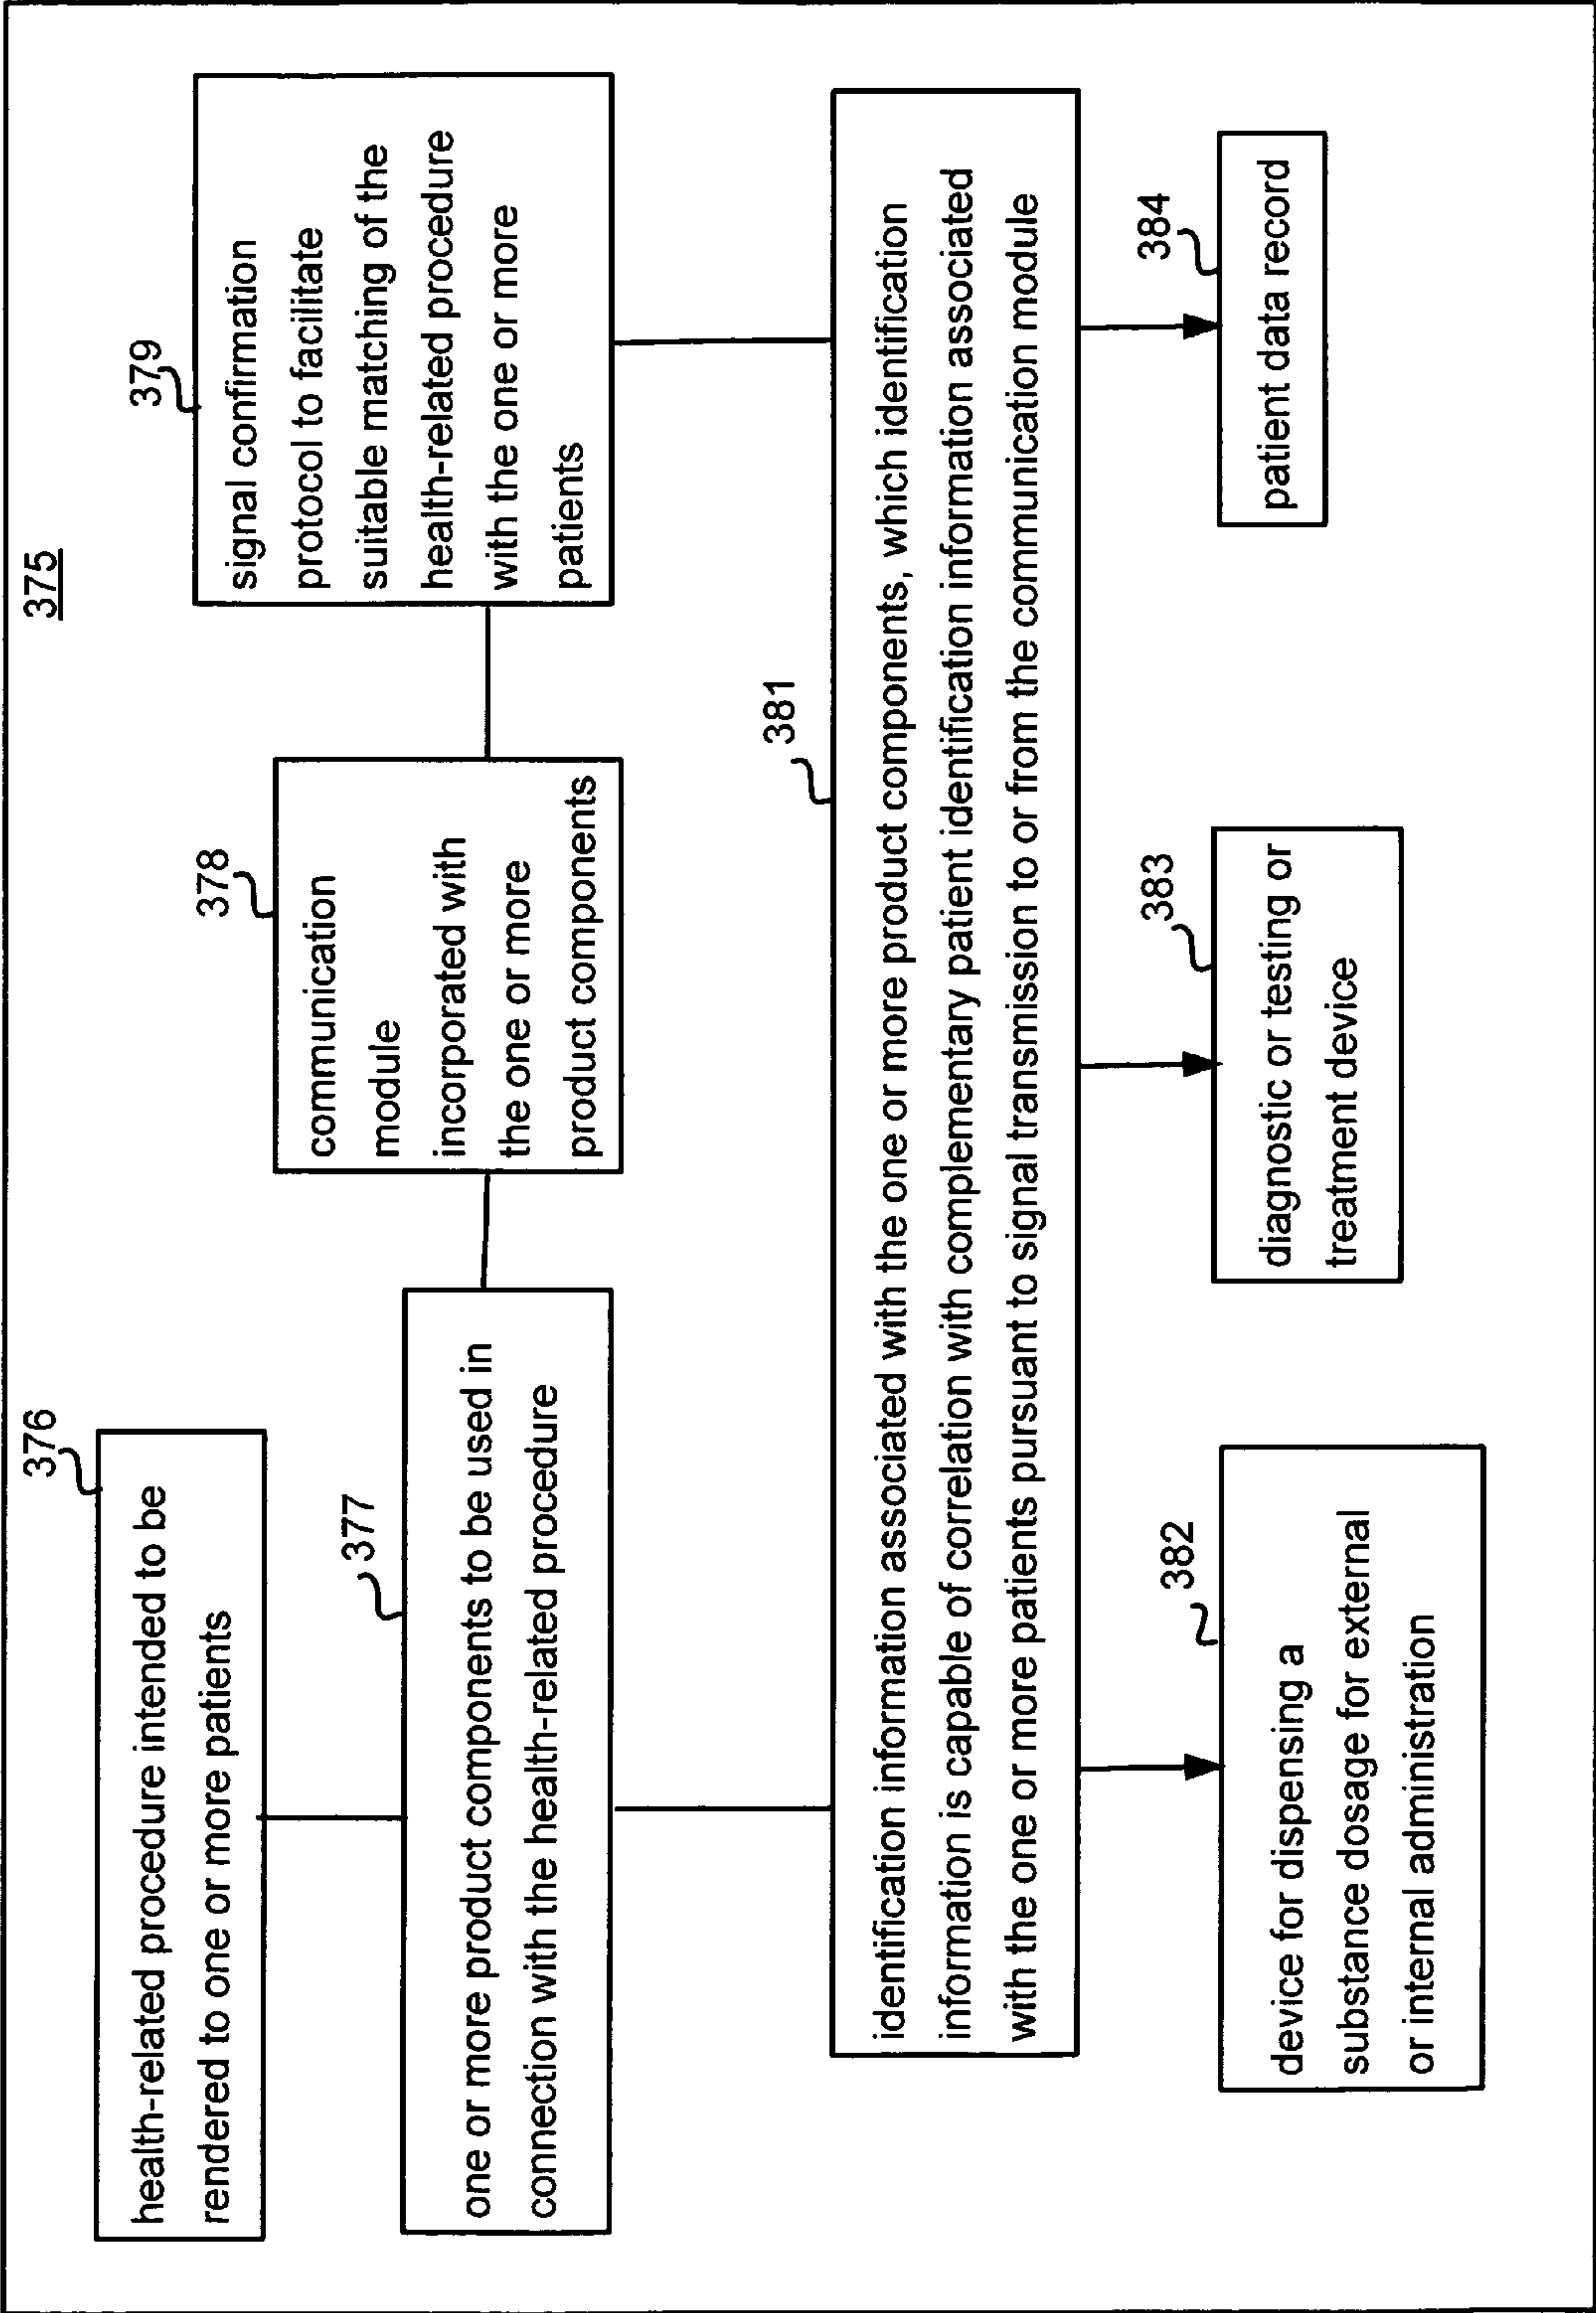 375
376
health-related procedure intended to be
rendered to one or more patients
377
one or more product components to be used in
connection with the health-related procedure
378
communication
module
incorporated with
the one or more
product components
379
signal confirmation
protocol to facilitate
suitable matching of the
health-related procedure
with the one or more
patients
381
identification information associated with the one or more product components, which identification
information is capable of correlation with complementary patient identification information associated
with the one or more patients pursuant to signal transmission to or from the communication module
382
device for dispensing a
substance dosage for external
or internal administration
383
diagnostic or testing or
treatment device
384
patient data record